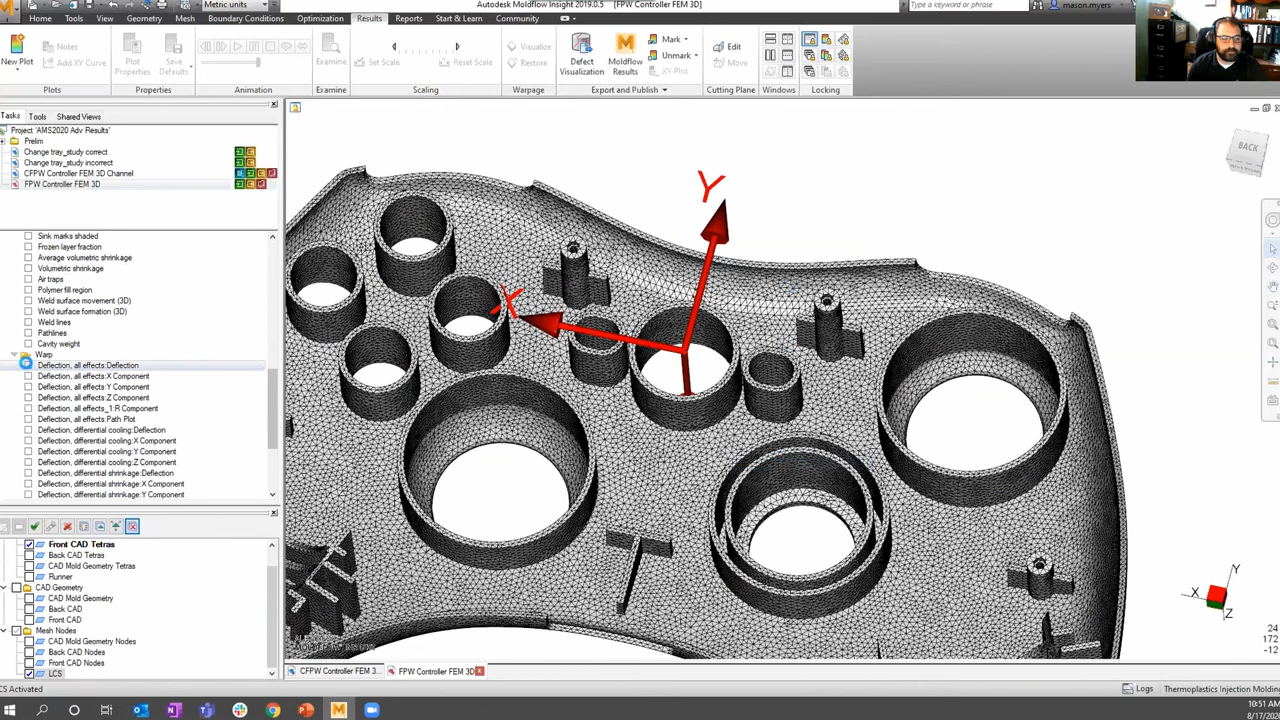 Metric units
Autodesk Moldflow Insight 2019.0.5 [FPW Controller FEM 3D]
Type a keyword or phrase
mason.myers
Home Tools View Geometry Mesh Boundary Conditions Optimization Results Reports Start & Learn Community
New Plot
Notes
Add XY Curve
Plot Properties
Save Defaults
Examine
Set Scale
Reset Scale
Visualize
Restore
Defect Visualization
Moldflow Results
Mark
Unmark
XY Plot
Edit
Move
Plots Properties Animation Examine Scaling Warpage Export and Publish Cutting Plane Windows Locking
Tasks Tools Shared Views
Project 'AMS2020 Adv Results'
Prelim
Change tray_study correct
Change tray_study incorrect
CFPW Controller FEM 3D Channel
FPW Controller FEM 3D
Sink marks shaded
Frozen layer fraction
Average volumetric shrinkage
Volumetric shrinkage
Air traps
Polymer fill region
Weld surface movement (3D)
Weld surface formation (3D)
Weld lines
Pathlines
Cavity weight
Warp
Deflection, all effects:Deflection
Deflection, all effects:X Component
Deflection, all effects:Y Component
Deflection, all effects:Z Component
Deflection, all effects_1:R Component
Deflection, all effects:Path Plot
Deflection, differential cooling:Deflection
Deflection, differential cooling:X Component
Deflection, differential cooling:Y Component
Deflection, differential cooling:Z Component
Deflection, differential shrinkage:Deflection
Deflection, differential shrinkage:X Component
Deflection, differential shrinkage:Y Component
Front CAD Tetras
Back CAD Tetras
CAD Mold Geometry Tetras
Runner
CAD Geometry
CAD Mold Geometry
Back CAD
Front CAD
Mesh Nodes
CAD Mold Geometry Nodes
Back CAD Nodes
Front CAD Nodes
LCS
Y
X
BACK
Y
X
Z
24
172
-12
CFPW Controller FEM 3...
FPW Controller FEM 3D
CS Activated
Logs
Thermoplastics Injection Moldin
10:51 AM
8/17/20